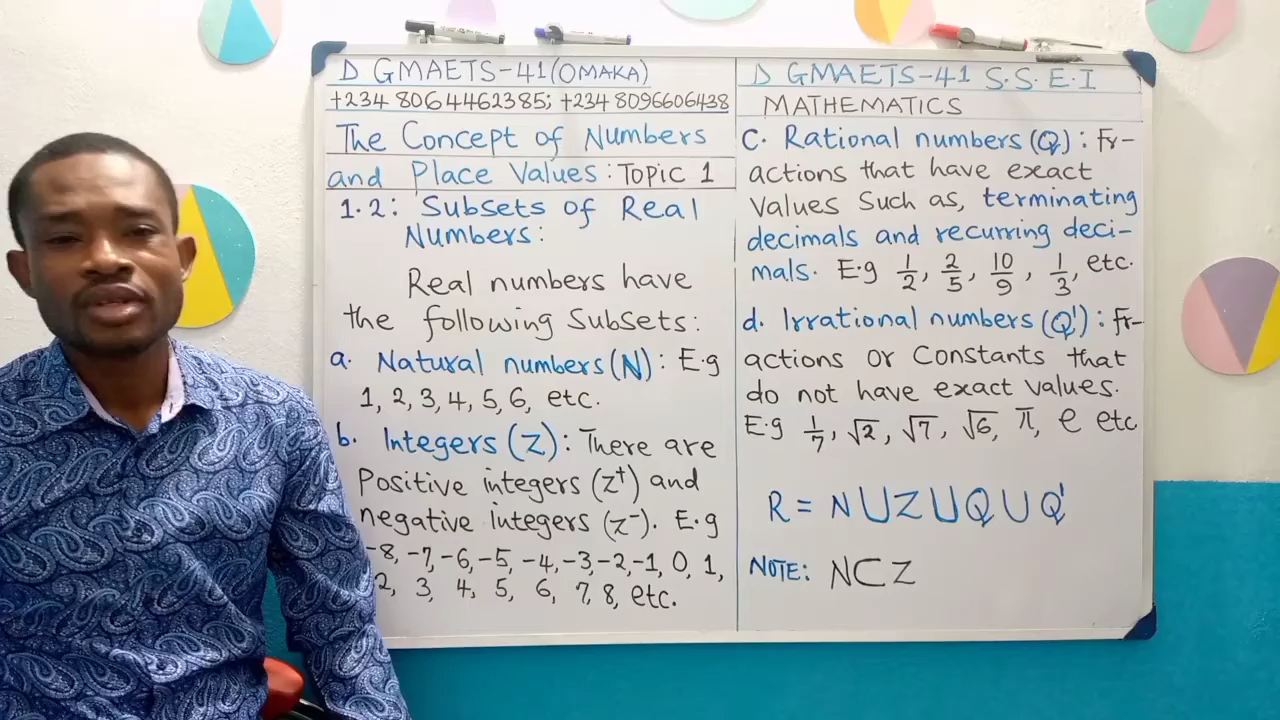 D GMAETS-41(OMAKA)
+234 8064462385; +234 8096606438
The Concept of Numbers
and Place Values: Topic 1
1.2: Subsets of Real
Numbers:
Real numbers have
the following Subsets:
a. Natural numbers (N): E.g
1, 2, 3, 4, 5, 6, etc.
b. Integers (Z): There are
Positive integers (Z⁺) and
negative integers (Z⁻). E.g
-8, -7, -6, -5, -4, -3, -2, -1, 0, 1,
2, 3, 4, 5, 6, 7, 8, etc.
D GMAETS-41 S.S.E.I
MATHEMATICS
C. Rational numbers (Q): Fr-
actions that have exact
Values Such as, terminating
decimals and recurring deci-
mals. E.g 1/2, 2/5, 10/9, 1/3, etc.
d. Irrational numbers (Q'): Fr-
actions or Constants that
do not have exact values.
E.g 1/7, √2, √7, √6, π, e etc
R = N ∪ Z ∪ Q ∪ Q'
NOTE: N ⊂ Z